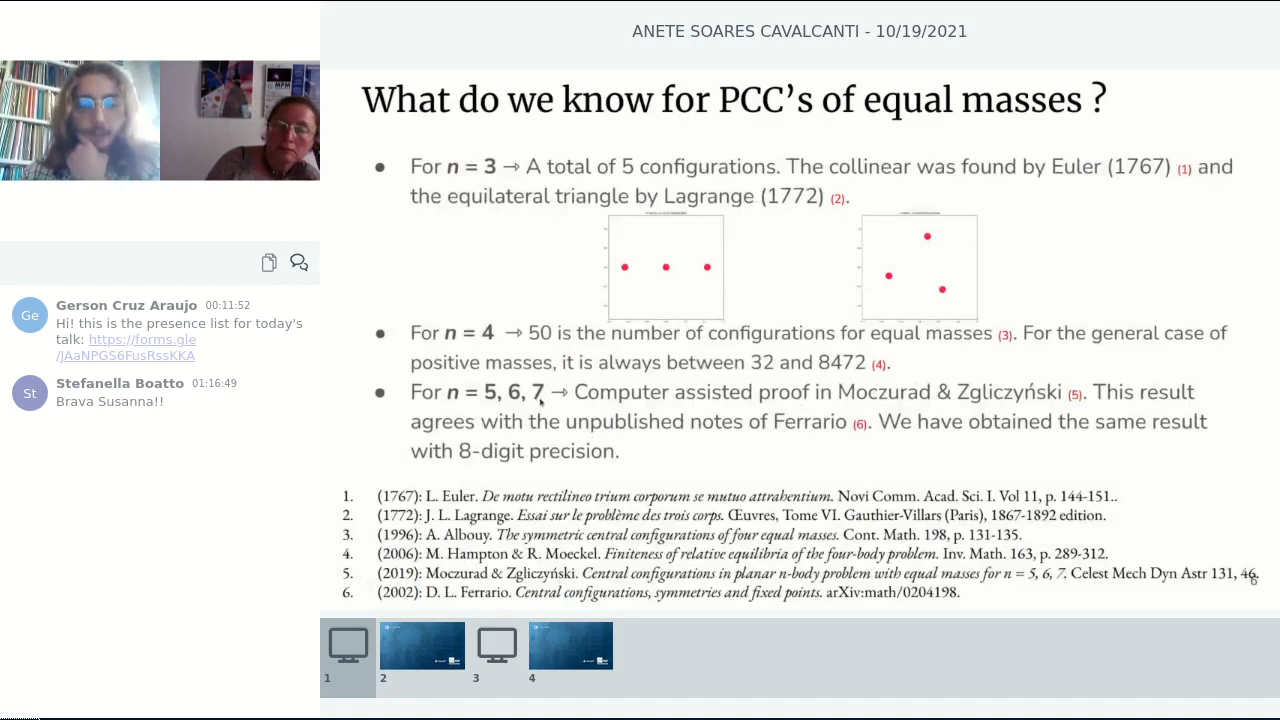 ANETE SOARES CAVALCANTI - 10/19/2021
What do we know for PCC's of equal masses ?
● For n = 3 → A total of 5 configurations. The collinear was found by Euler (1767) (1) and
the equilateral triangle by Lagrange (1772) (2).
● For n = 4 → 50 is the number of configurations for equal masses (3). For the general case of
positive masses, it is always between 32 and 8472 (4).
● For n = 5, 6, 7 → Computer assisted proof in Moczurad & Zgliczyński (5). This result
agrees with the unpublished notes of Ferrario (6). We have obtained the same result
with 8-digit precision.
1. (1767): L. Euler. De motu rectilineo trium corporum se mutuo attrahentium. Novi Comm. Acad. Sci. I. Vol 11, p. 144-151..
2. (1772): J. L. Lagrange. Essai sur le problème des trois corps. Œuvres, Tome VI. Gauthier-Villars (Paris), 1867-1892 edition.
3. (1996): A. Albouy. The symmetric central configurations of four equal masses. Cont. Math. 198, p. 131-135.
4. (2006): M. Hampton & R. Moeckel. Finiteness of relative equilibria of the four-body problem. Inv. Math. 163, p. 289-312.
5. (2019): Moczurad & Zgliczyński. Central configurations in planar n-body problem with equal masses for n = 5, 6, 7. Celest Mech Dyn Astr 131, 46.
6. (2002): D. L. Ferrario. Central configurations, symmetries and fixed points. arXiv:math/0204198.
6
Ge
Gerson Cruz Araujo 00:11:52
Hi! this is the presence list for today's
talk: https://forms.gle
/JAaNPGS6FusRssKKA
St
Stefanella Boatto 01:16:49
Brava Susanna!!
MPM
1
2
3
4